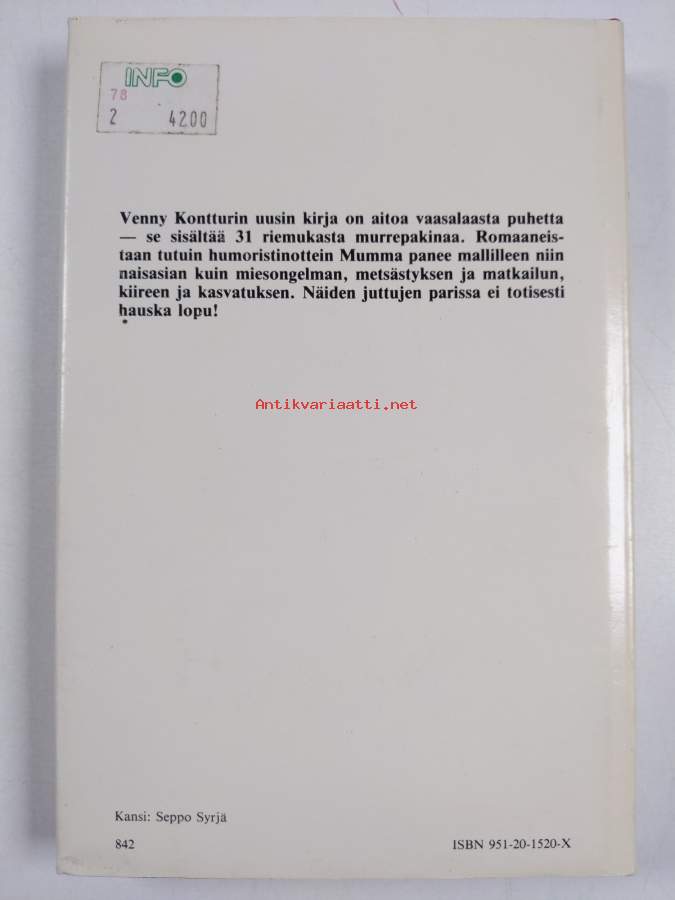 INFO
78
2 4200
Venny Kontturin uusin kirja on aitoa vaasalaasta puhetta
— se sisältää 31 riemukasta murrepakinaa. Romaaneis-
taan tutuin humoristinottein Mumma panee mallilleen niin
naisasian kuin miesongelman, metsästyksen ja matkailun,
kiireen ja kasvatuksen. Näiden juttujen parissa ei totisesti
hauska lopu!
Antikvariaatti.net
Kansi: Seppo Syrjä
842 ISBN 951-20-1520-X